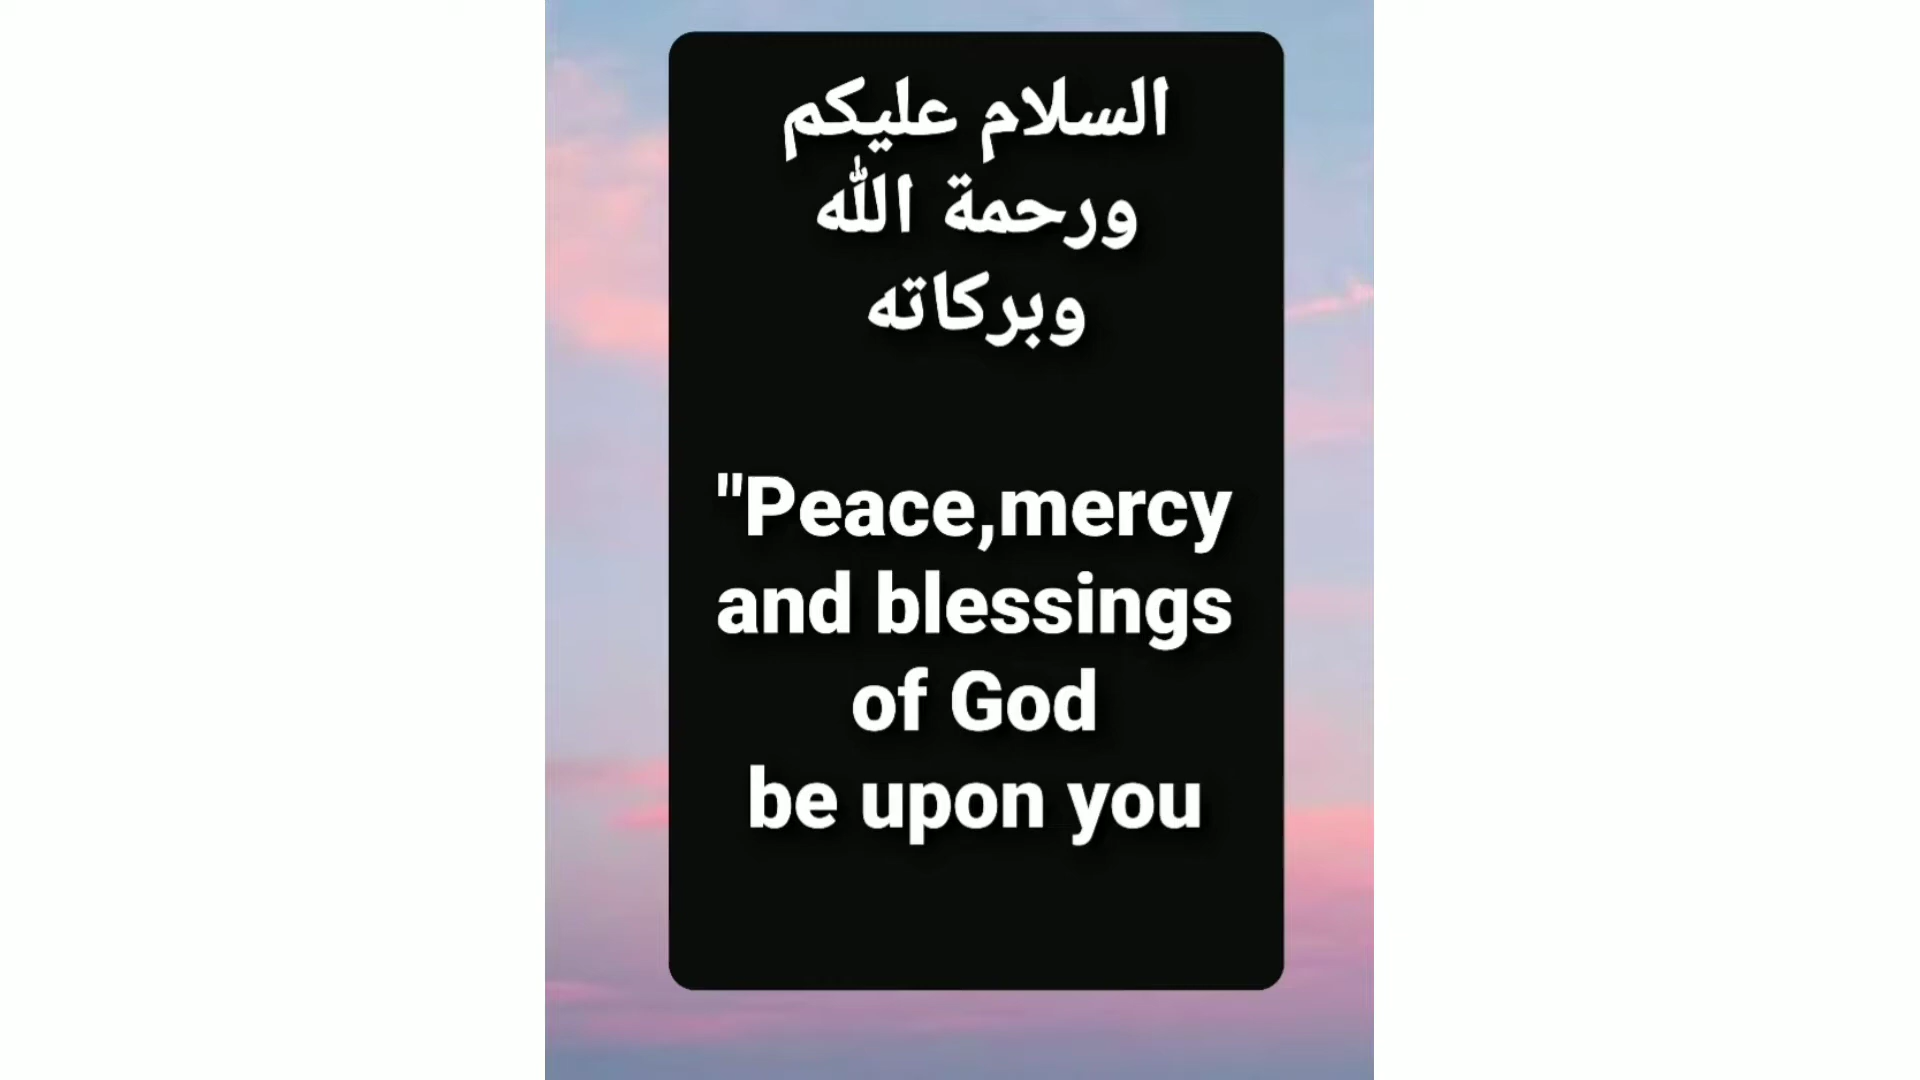 السلام عليكم
ورحمة الله
وبركاته
"Peace,mercy
and blessings
of God
be upon you